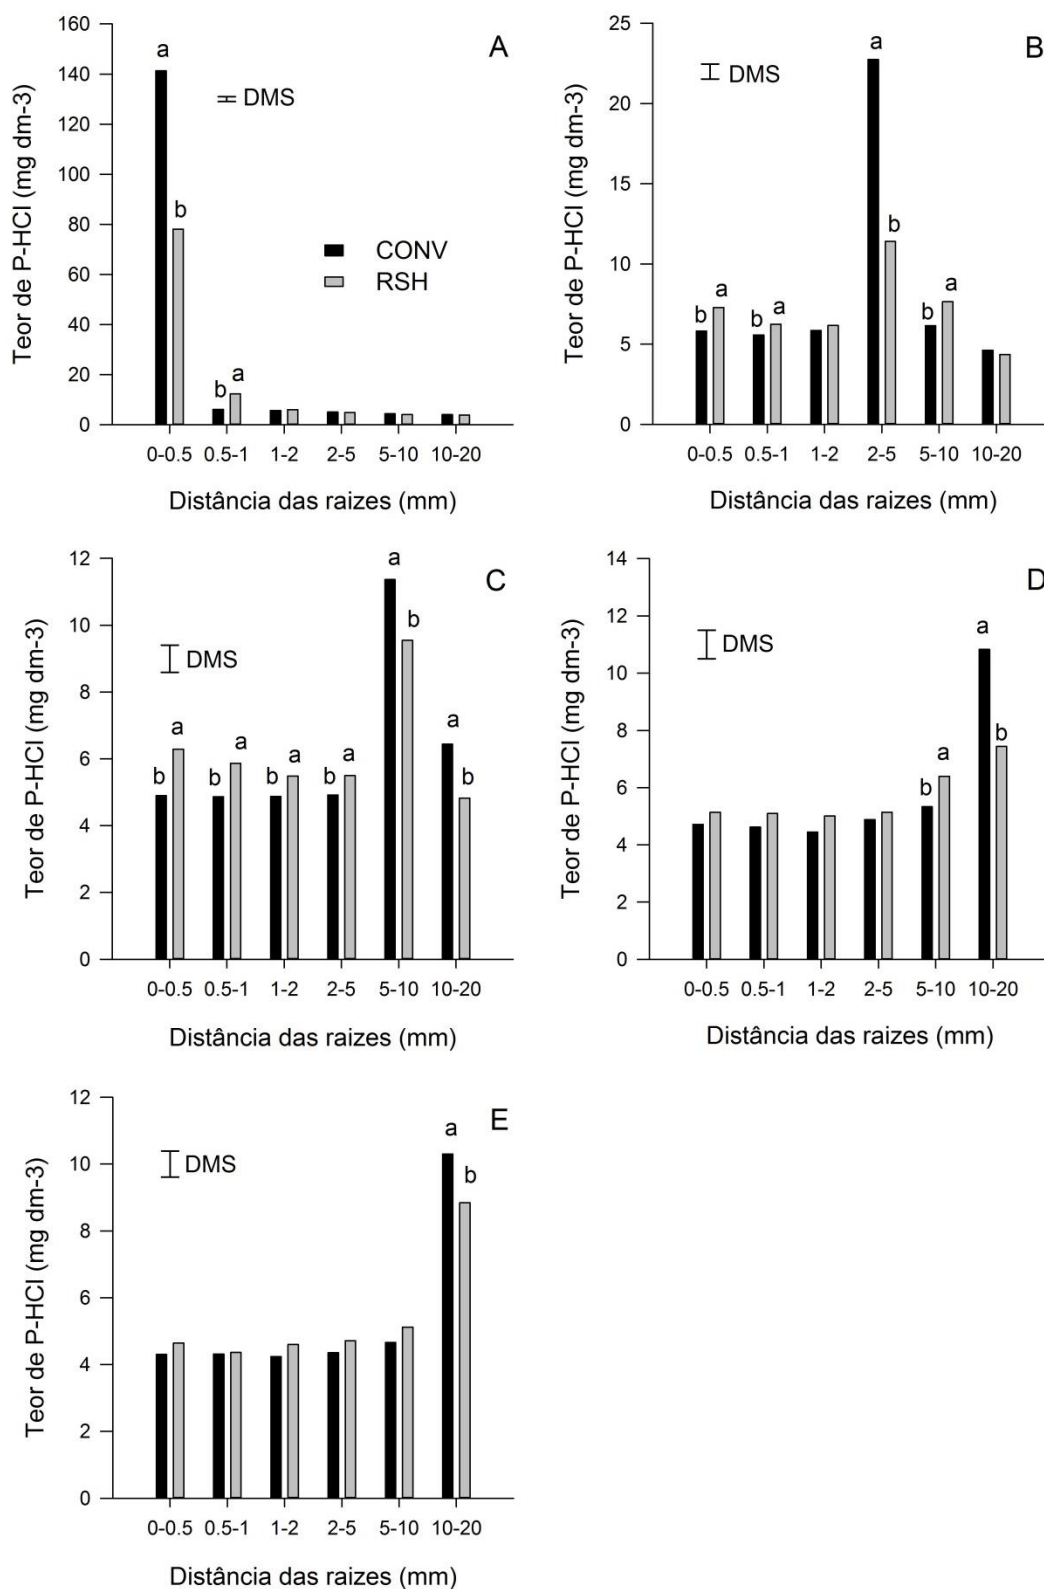 A
160
140
120
100
80
60
40
20
0
Teor de P-HCl (mg dm-3)
a
b
b
a
DMS
CONV
RSH
0-0.5 0.5-1 1-2 2-5 5-10 10-20
Distância das raizes (mm)
B
25
20
15
10
5
0
Teor de P-HCl (mg dm-3)
DMS
b a b a a b b a
0-0.5 0.5-1 1-2 2-5 5-10 10-20
Distância das raizes (mm)
C
12
10
8
6
4
2
0
Teor de P-HCl (mg dm-3)
DMS
b a b a b a b a a b a b
0-0.5 0.5-1 1-2 2-5 5-10 10-20
Distância das raizes (mm)
D
14
12
10
8
6
4
2
0
Teor de P-HCl (mg dm-3)
DMS
b a a b
0-0.5 0.5-1 1-2 2-5 5-10 10-20
Distância das raizes (mm)
E
12
10
8
6
4
2
0
Teor de P-HCl (mg dm-3)
DMS
a b
0-0.5 0.5-1 1-2 2-5 5-10 10-20
Distância das raizes (mm)